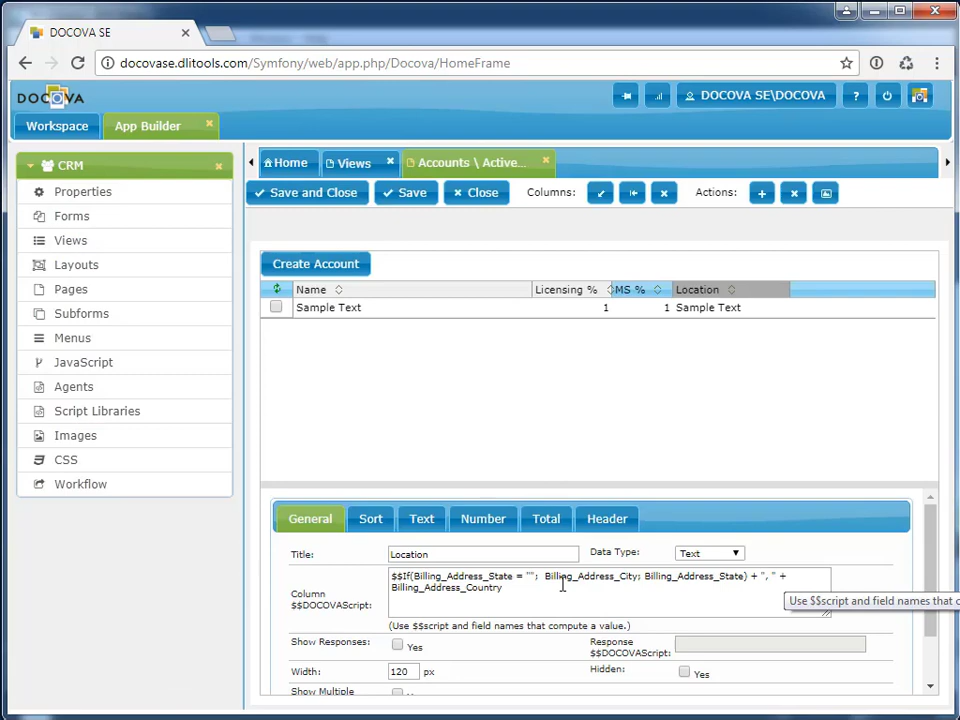 DOCOVA SE
docovase.dlitools.com/Symfony/web/app.php/Docova/HomeFrame
DOCOVA
DOCOVA SE\DOCOVA
?
Workspace
App Builder
CRM
Properties
Forms
Views
Layouts
Pages
Subforms
Menus
JavaScript
Agents
Script Libraries
Images
CSS
Workflow
Home
Views
Accounts \ Active...
Save and Close
Save
Close
Columns:
Actions:
Create Account
Name
Licensing %
MS %
Location
Sample Text
1
1
Sample Text
General
Sort
Text
Number
Total
Header
Title:
Location
Data Type:
Text
Column
$$DOCOVAScript:
$$If(Billing_Address_State = ""; Billing_Address_City; Billing_Address_State) + ", " +
Billing_Address_Country
Use $$script and field names that c
(Use $$script and field names that compute a value.)
Show Responses:
Yes
Response
$$DOCOVAScript:
Width:
120
px
Hidden:
Yes
Show Multiple